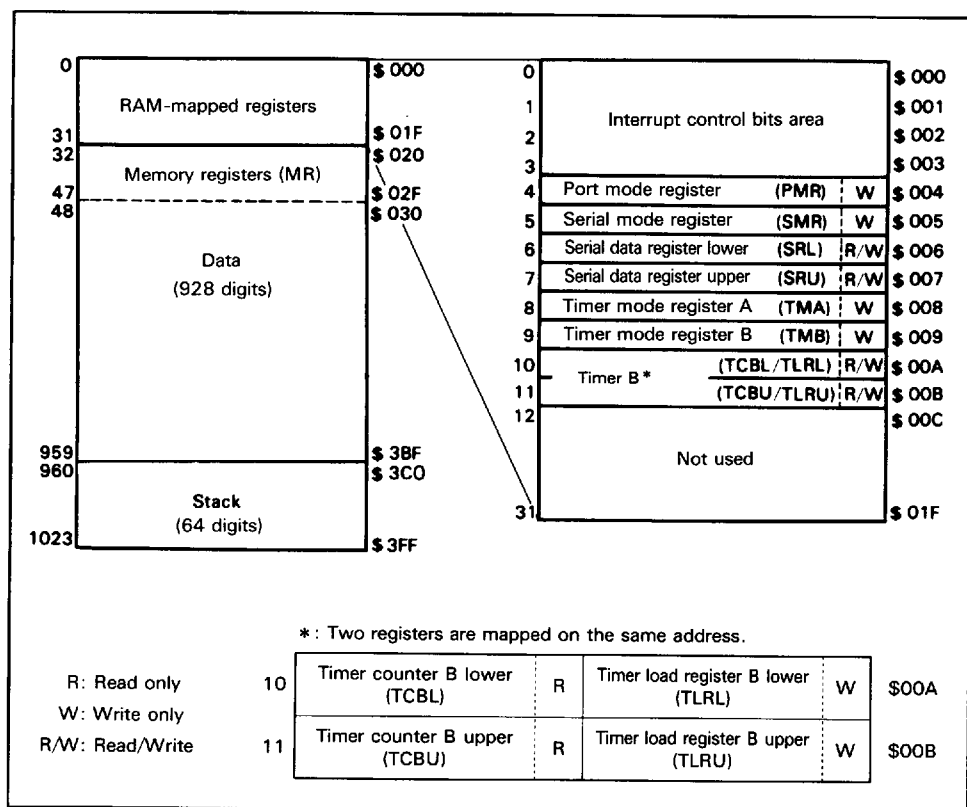 0 $ 000
RAM-mapped registers
31 $ 01F
32 $ 020
Memory registers (MR)
47 $ 02F
48 $ 030
Data
(928 digits)
959 $ 3BF
960 $ 3C0
Stack
(64 digits)
1023 $ 3FF
0 $ 000
1 $ 001
Interrupt control bits area
2 $ 002
3 $ 003
4 Port mode register (PMR) W $ 004
5 Serial mode register (SMR) W $ 005
6 Serial data register lower (SRL) R/W $ 006
7 Serial data register upper (SRU) R/W $ 007
8 Timer mode register A (TMA) W $ 008
9 Timer mode register B (TMB) W $ 009
10 (TCBL/TLRL) R/W $ 00A
Timer B*
11 (TCBU/TLRU) R/W $ 00B
12 $ 00C
Not used
31 $ 01F
*: Two registers are mapped on the same address.
R: Read only
W: Write only
R/W: Read/Write
10 Timer counter B lower (TCBL) R Timer load register B lower (TLRL) W $00A
11 Timer counter B upper (TCBU) R Timer load register B upper (TLRU) W $00B